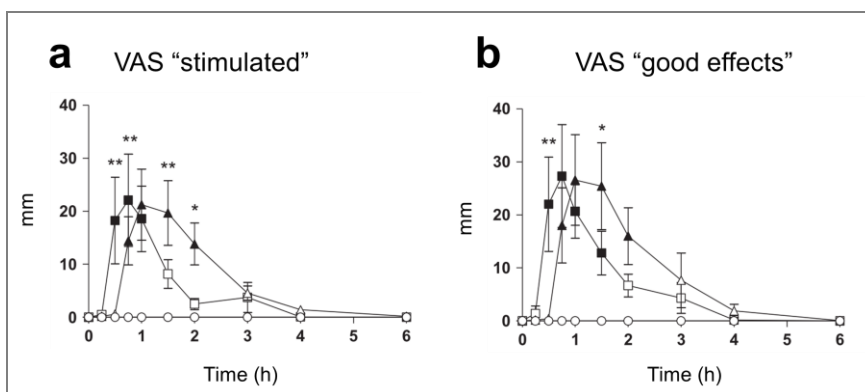 a VAS “stimulated”
b VAS “good effects”
40
30
20
10
0
mm
** ** ** *
0 1 2 3 4 5 6
Time (h)
40
30
20
10
0
mm
** *
0 1 2 3 4 5 6
Time (h)